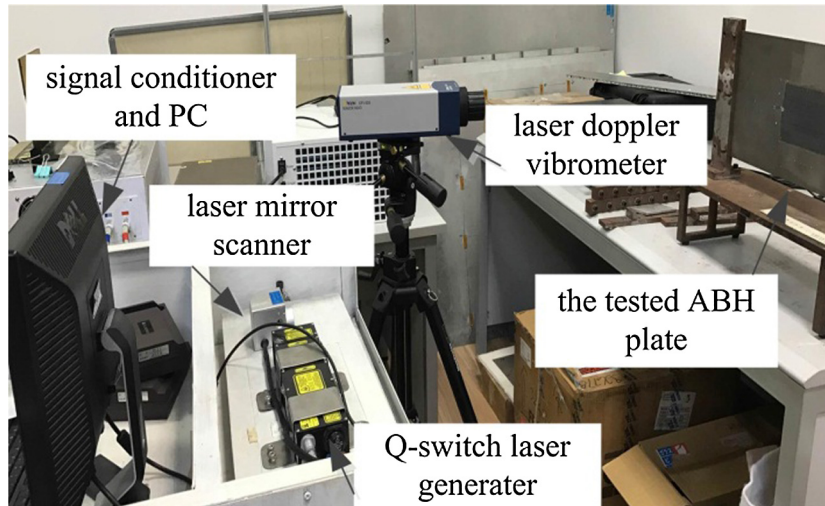 signal conditioner
and PC
laser doppler
vibrometer
laser mirror
scanner
the tested ABH
plate
Q-switch laser
generater
DELL